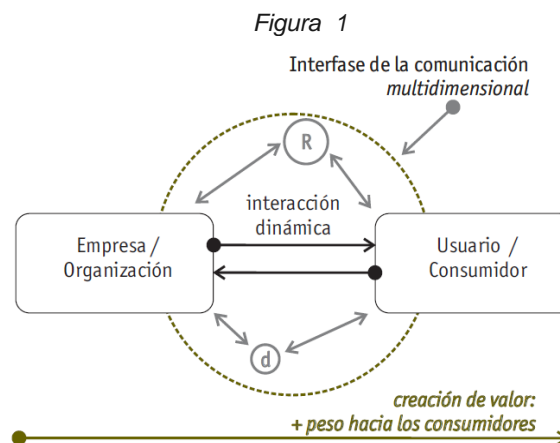 Figura 1
Interfase de la comunicación
multidimensional
R
interacción
dinámica
Empresa /
Organización
Usuario /
Consumidor
d
creación de valor:
+ peso hacia los consumidores